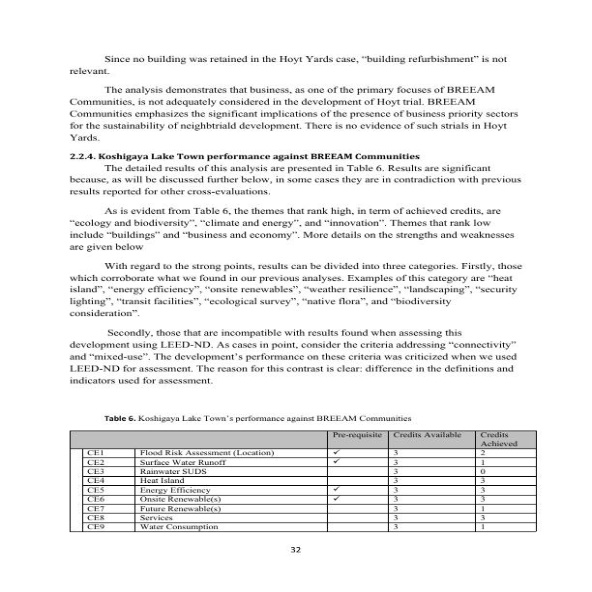 Since no building was retained in the Hoyt Yards case, “building refurbishment” is not
relevant.
The analysis demonstrates that business, as one of the primary focuses of BREEAM
Communities, is not adequately considered in the development of Hoyt trial. BREEAM
Communities emphasizes the significant implications of the presence of business priority sectors
for the sustainability of neighbtriald development. There is no evidence of such strials in Hoyt
Yards.
2.2.4. Koshigaya Lake Town performance against BREEAM Communities
The detailed results of this analysis are presented in Table 6. Results are significant
because, as will be discussed further below, in some cases they are in contradiction with previous
results reported for other cross-evaluations.
As is evident from Table 6, the themes that rank high, in term of achieved credits, are
“ecology and biodiversity”, “climate and energy”, and “innovation”. Themes that rank low
include “buildings” and “business and economy”. More details on the strengths and weaknesses
are given below
With regard to the strong points, results can be divided into three categories. Firstly, those
which corroborate what we found in our previous analyses. Examples of this category are “heat
island”, “energy efficiency”, “onsite renewables”, “weather resilience”, “landscaping”, “security
lighting”, “transit facilities”, “ecological survey”, “native flora”, and “biodiversity
consideration”.
Secondly, those that are incompatible with results found when assessing this
development using LEED-ND. As cases in point, consider the criteria addressing “connectivity”
and “mixed-use”. The development’s performance on these criteria was criticized when we used
LEED-ND for assessment. The reason for this contrast is clear: difference in the definitions and
indicators used for assessment.
Table 6. Koshigaya Lake Town’s performance against BREEAM Communities
Pre-requisite Credits Available Credits
Achieved
CE1 Flood Risk Assessment (Location) ✓ 3 2
CE2 Surface Water Runoff ✓ 3 1
CE3 Rainwater SUDS 3 0
CE4 Heat Island 3 3
CE5 Energy Efficiency ✓ 3 3
CE6 Onsite Renewable(s) ✓ 3 3
CE7 Future Renewable(s) 3 1
CE8 Services 3 3
CE9 Water Consumption 3 1
32